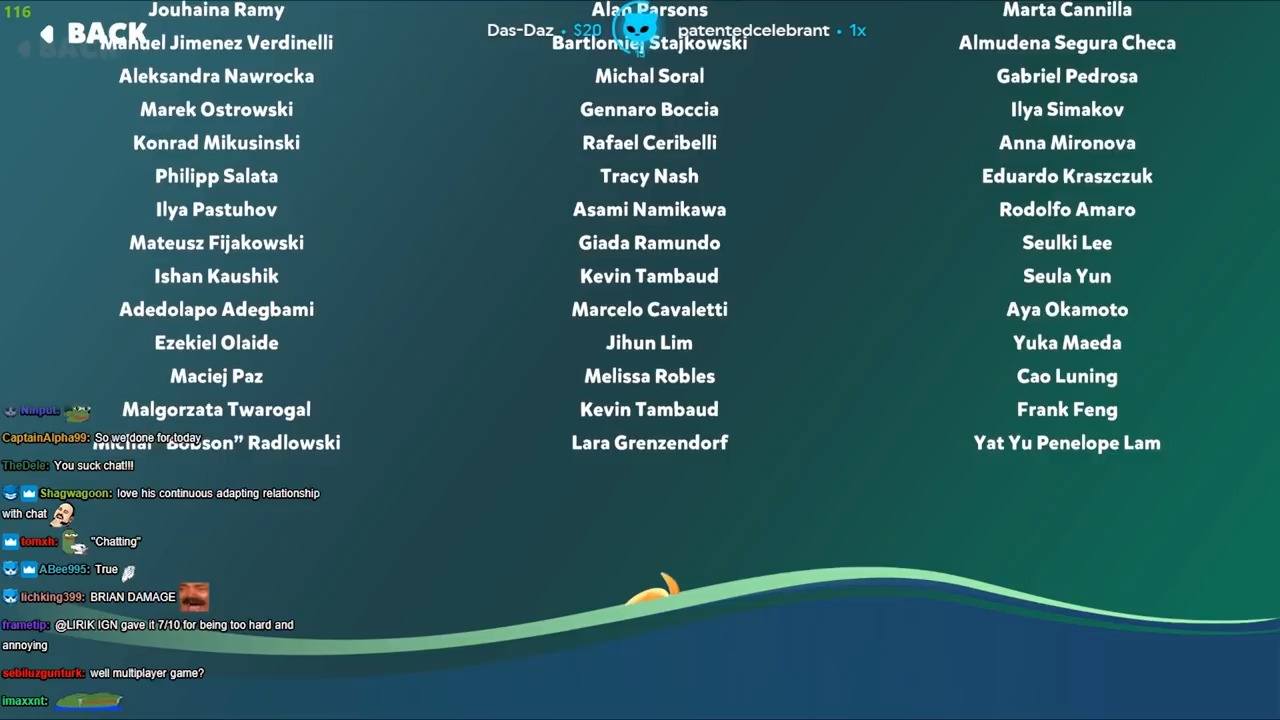 116
BACK
Das-Daz • $20
patentedcelebrant • 1x
Jouhaina Ramy
Manuel Jimenez Verdinelli
Aleksandra Nawrocka
Marek Ostrowski
Konrad Mikusinski
Philipp Salata
Ilya Pastuhov
Mateusz Fijakowski
Ishan Kaushik
Adedolapo Adegbami
Ezekiel Olaide
Maciej Paz
Malgorzata Twarogal
Michal "Bobson" Radlowski
Alan Parsons
Bartlomiej Stajkowski
Michal Soral
Gennaro Boccia
Rafael Ceribelli
Tracy Nash
Asami Namikawa
Giada Ramundo
Kevin Tambaud
Marcelo Cavaletti
Jihun Lim
Melissa Robles
Kevin Tambaud
Lara Grenzendorf
Marta Cannilla
Almudena Segura Checa
Gabriel Pedrosa
Ilya Simakov
Anna Mironova
Eduardo Kraszczuk
Rodolfo Amaro
Seulki Lee
Seula Yun
Aya Okamoto
Yuka Maeda
Cao Luning
Frank Feng
Yat Yu Penelope Lam
Ninput:
CaptainAlpha99: So we done for today
TheDele: You suck chat!!!
Shagwagoon: love his continuous adapting relationship
with chat
tomxh: "Chatting"
ABee995: True
lichking399: BRIAN DAMAGE
frametip: @LIRIK IGN gave it 7/10 for being too hard and
annoying
sebiluzgunturk: well multiplayer game?
imaxxnt: